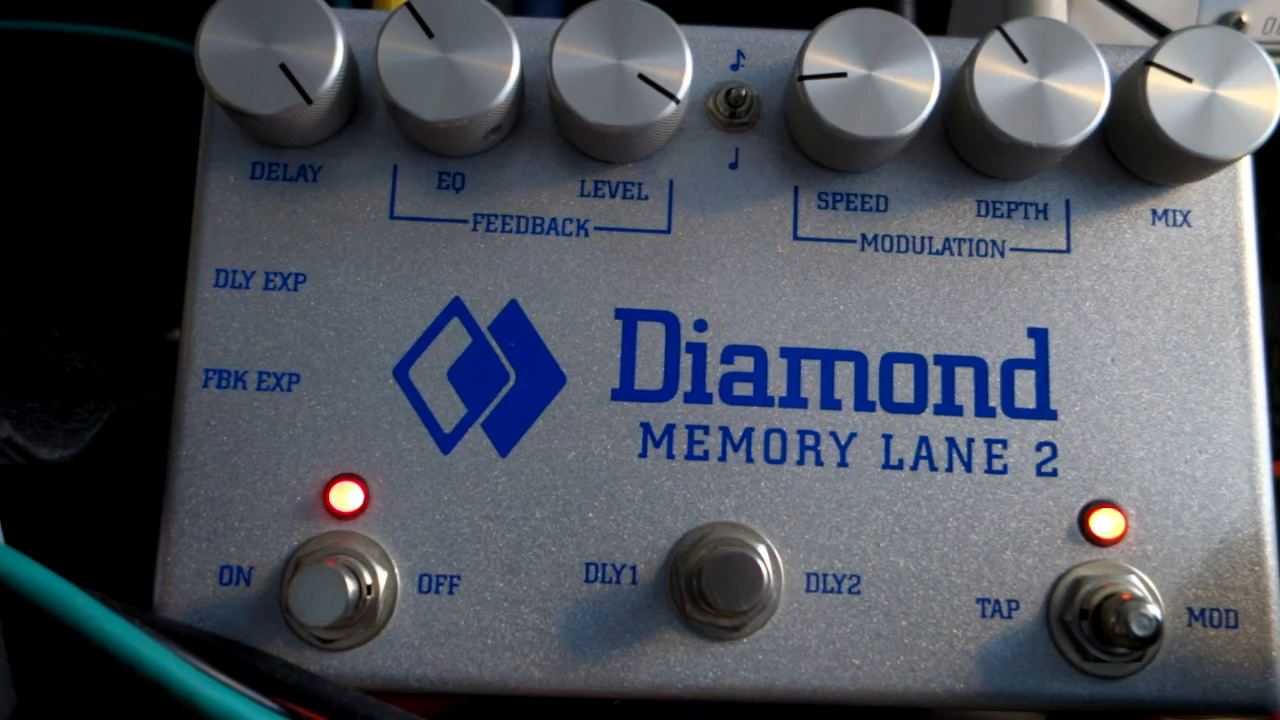 DELAY
EQ
LEVEL
FEEDBACK
SPEED
DEPTH
MODULATION
MIX
DLY EXP
FBK EXP
Diamond
MEMORY LANE 2
ON
OFF
DLY1
DLY2
TAP
MOD